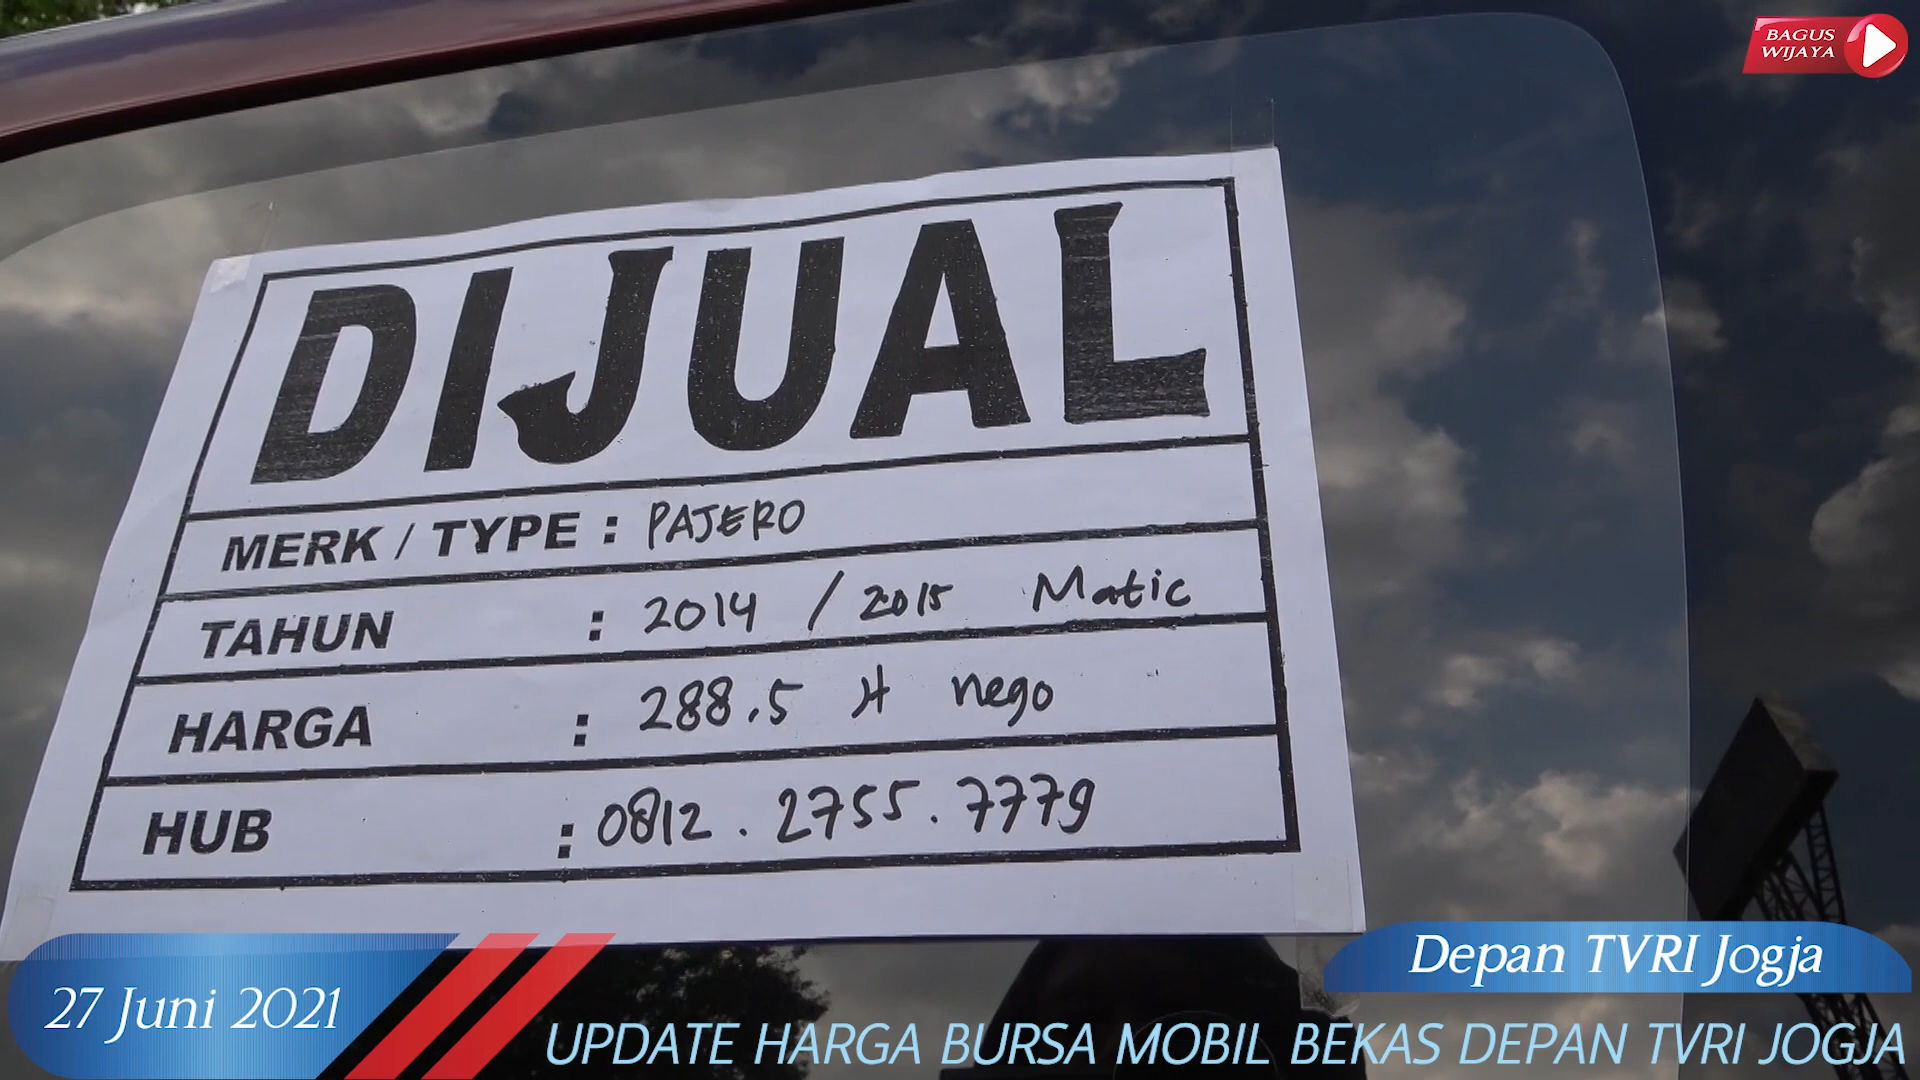 BAGUS
WIJAYA
DIJUAL
MERK / TYPE : PAJERO
TAHUN : 2014 / 2015 Matic
HARGA : 288.5 jt nego
HUB : 0812.2755.7779
Depan TVRI Jogja
27 Juni 2021
UPDATE HARGA BURSA MOBIL BEKAS DEPAN TVRI JOGJA